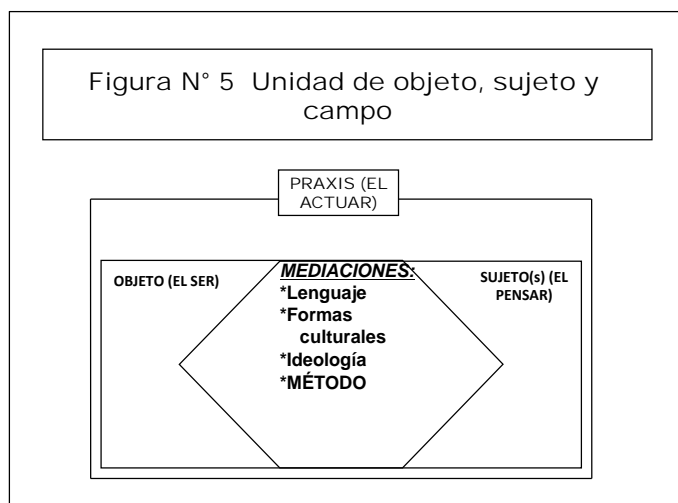 Figura N° 5 Unidad de objeto, sujeto y
campo
PRAXIS (EL
ACTUAR)
OBJETO (EL SER)
MEDIACIONES:
*Lenguaje
*Formas
culturales
*Ideología
*MÉTODO
SUJETO(s) (EL
PENSAR)